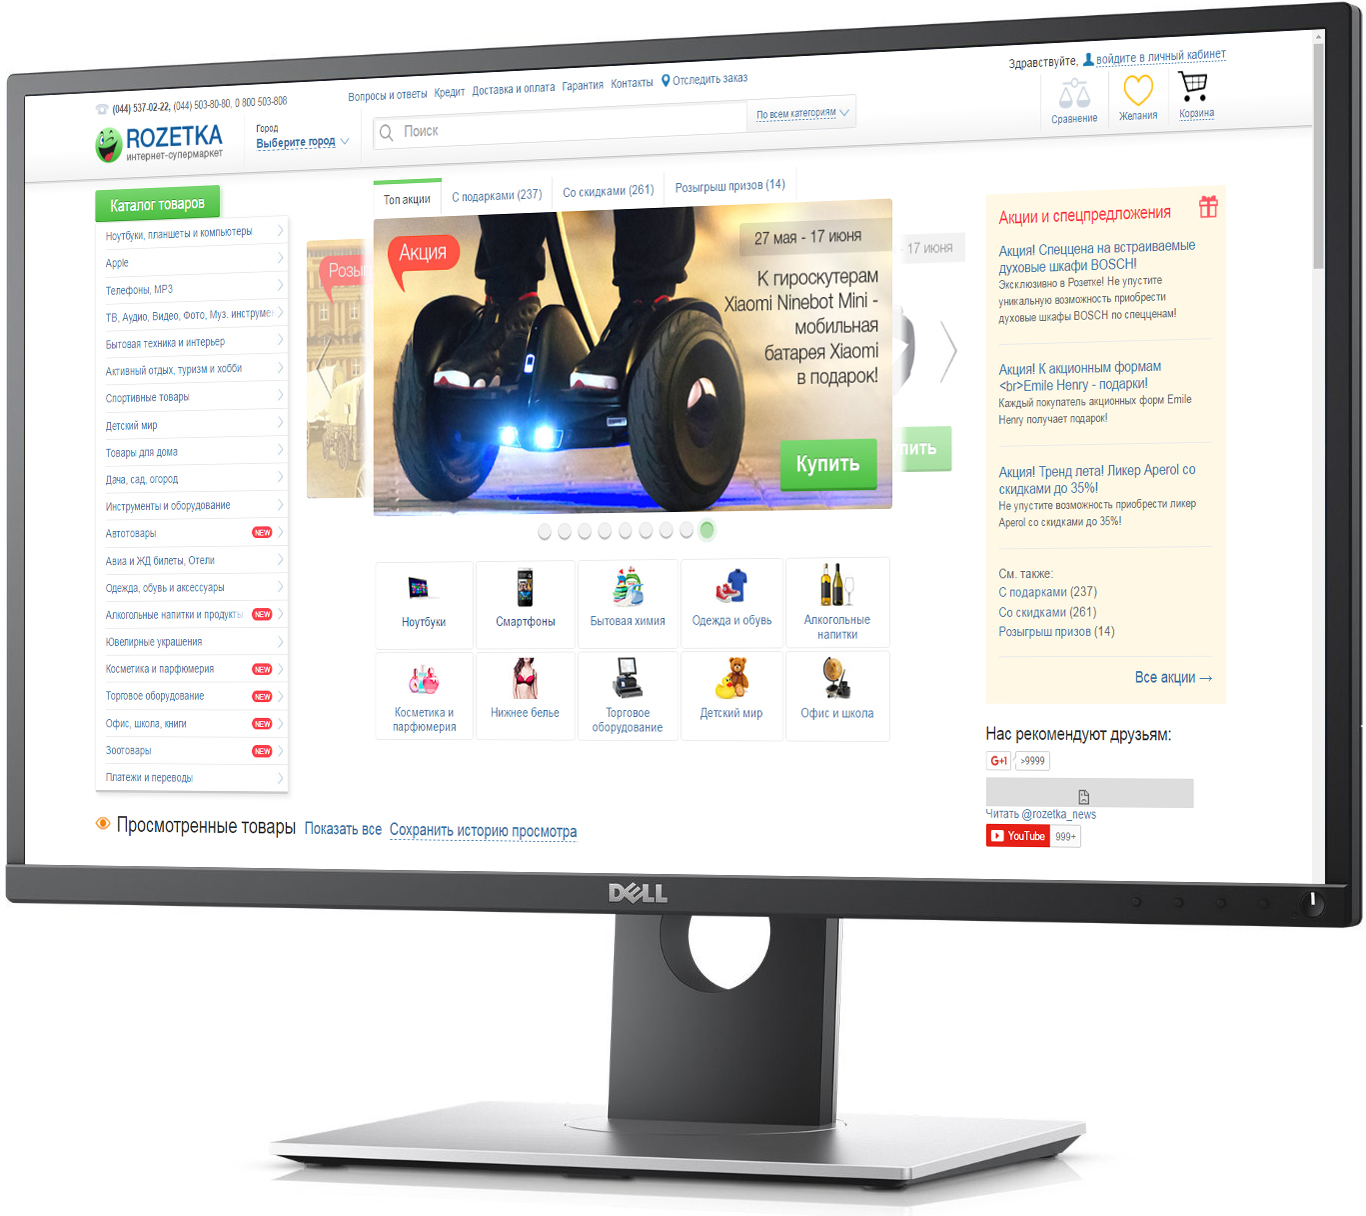 (044) 537-02-22, (044) 503-80-80, 0 800 503-808
Вопросы и ответы Кредит Доставка и оплата Гарантия Контакты Отследить заказ
Здравствуйте, войдите в личный кабинет
ROZETKA
интернет-супермаркет
Город
Выберите город
Поиск
По всем категориям
Сравнение
Желания
Корзина
Каталог товаров
Ноутбуки, планшеты и компьютеры
Apple
Телефоны, MP3
ТВ, Аудио, Видео, Фото, Муз. инструме
Бытовая техника и интерьер
Активный отдых, туризм и хобби
Спортивные товары
Детский мир
Товары для дома
Дача, сад, огород
Инструменты и оборудование
Автотовары NEW
Авиа и ЖД билеты, Отели
Одежда, обувь и аксессуары
Алкогольные напитки и продукты NEW
Ювелирные украшения
Косметика и парфюмерия NEW
Торговое оборудование NEW
Офис, школа, книги NEW
Зоотовары NEW
Платежи и переводы
Топ акции
С подарками (237)
Со скидками (261)
Розыгрыш призов (14)
Розы
Акция
27 мая - 17 июня
К гироскутерам
Xiaomi Ninebot Mini -
мобильная
батарея Xiaomi
в подарок!
Купить
- 17 июня
пить
Ноутбуки
Смартфоны
Бытовая химия
Одежда и обувь
Алкогольные
напитки
Косметика и
парфюмерия
Нижнее белье
Торговое
оборудование
Детский мир
Офис и школа
Акции и спецпредложения
Акция! Спеццена на встраиваемые
духовые шкафи BOSCH!
Эксклюзивно в Розетке! Не упустите
уникальную возможность приобрести
духовые шкафы BOSCH по спецценам!
Акция! К акционным формам
<br>Emile Henry - подарки!
Каждый покупатель акционных форм Emile
Henry получает подарок!
Акция! Тренд лета! Ликер Aperol со
скидками до 35%!
Не упустите возможность приобрести ликер
Aperol со скидками до 35%!
См. также:
С подарками (237)
Со скидками (261)
Розыгрыш призов (14)
Все акции →
Нас рекомендуют друзьям:
G+1 >9999
Читать @rozetka_news
YouTube 999+
Просмотренные товары Показать все Сохранить историю просмотра
DELL